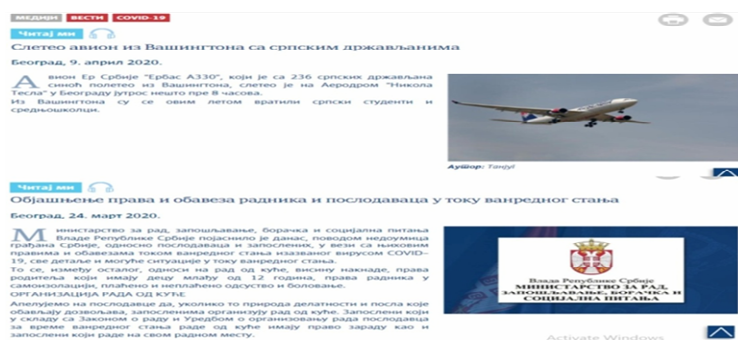 МЕДИЈИ ВЕСТИ COVID-19
Читај ми
Слетео авион из Вашингтона са српским држављанима
Београд, 9. април 2020.
Авион Ер Србије "Ербас А330", који је са 236 српских држављана
синоћ полетео из Вашингтона, слетео је на Аеродром "Никола
Тесла" у Београду јутрос нешто пре 8 часова.
Из Вашингтона су се овим летом вратили српски студенти и
средњошколци.
Аутор: Танјуг
Читај ми
Објашњење права и обавеза радника и послодаваца у току ванредног стања
Београд, 24. март 2020.
Министарство за рад, запошљавање, борачка и социјална питања
Владе Републике Србије појаснило је данас, поводом недоумица
грађана Србије, односно послодаваца и запослених, у вези са њиховим
правима и обавезама током ванредног стања изазваног вирусом COVID-
19, све детаље и могуће ситуације у току ванредног стања.
То се, између осталог, односи на рад од куће, висину накнаде, права
родитеља који имају децу млађу од 12 година, права радника у
самоизолацији, плаћено и неплаћено одсуство и боловање.
ОРГАНИЗАЦИЈА РАДА ОД КУЋЕ
Апелујемо на послодавце да, уколико то природа делатности и посла које
обављају дозвољава, запосленима организују рад од куће. Запослени који
у складу са Законом о раду и Уредбом о организовању рада послодавца
за време ванредног стања раде од куће имају право зараду као и
запослени који раде на свом радном месту.
Влада Републике Србије
МИНИСТАРСТВО ЗА РАД,
ЗАПОШЉАВАЊЕ, БОРАЧКА И
СОЦИЈАЛНА ПИТАЊА
Activate Windows